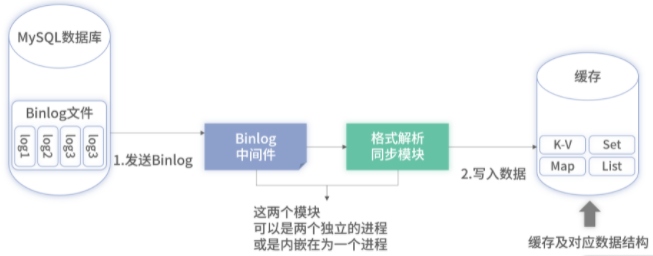 MySQL数据库
Binlog文件
log1
log2
log3
log3
1.发送Binlog
Binlog
中间件
格式解析
同步模块
2.写入数据
缓存
K-V
Set
Map
List
这两个模块
可以是两个独立的进程
或是内嵌在为一个进程
缓存及对应数据结构